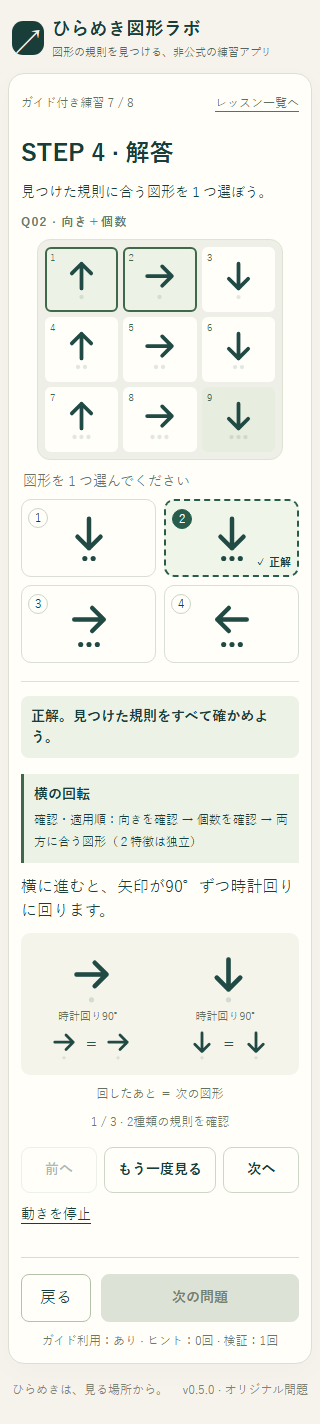 ひらめき図形ラボ
図形の規則を見つける、非公式の練習アプリ
ガイド付き練習 7 / 8
レッスン一覧へ
STEP 4 · 解答
見つけた規則に合う図形を1つ選ぼう。
Q02 · 向き＋個数
1 2 3
4 5 6
7 8 9
図形を1つ選んでください
1
2
✓ 正解
3
4
正解。見つけた規則をすべて確かめよ
う。
横の回転
確認・適用順：向きを確認 → 個数を確認 → 両
方に合う図形（2特徴は独立）
横に進むと、矢印が90°ずつ時計回り
に回ります。
時計回り90° 時計回り90°
→ = → ↓ = ↓
回したあと = 次の図形
1 / 3 · 2種類の規則を確認
前へ もう一度見る 次へ
動きを停止
戻る 次の問題
ガイド利用：あり · ヒント：0回 · 検証：1回
ひらめきは、見る場所から。 v0.5.0 · オリジナル問題